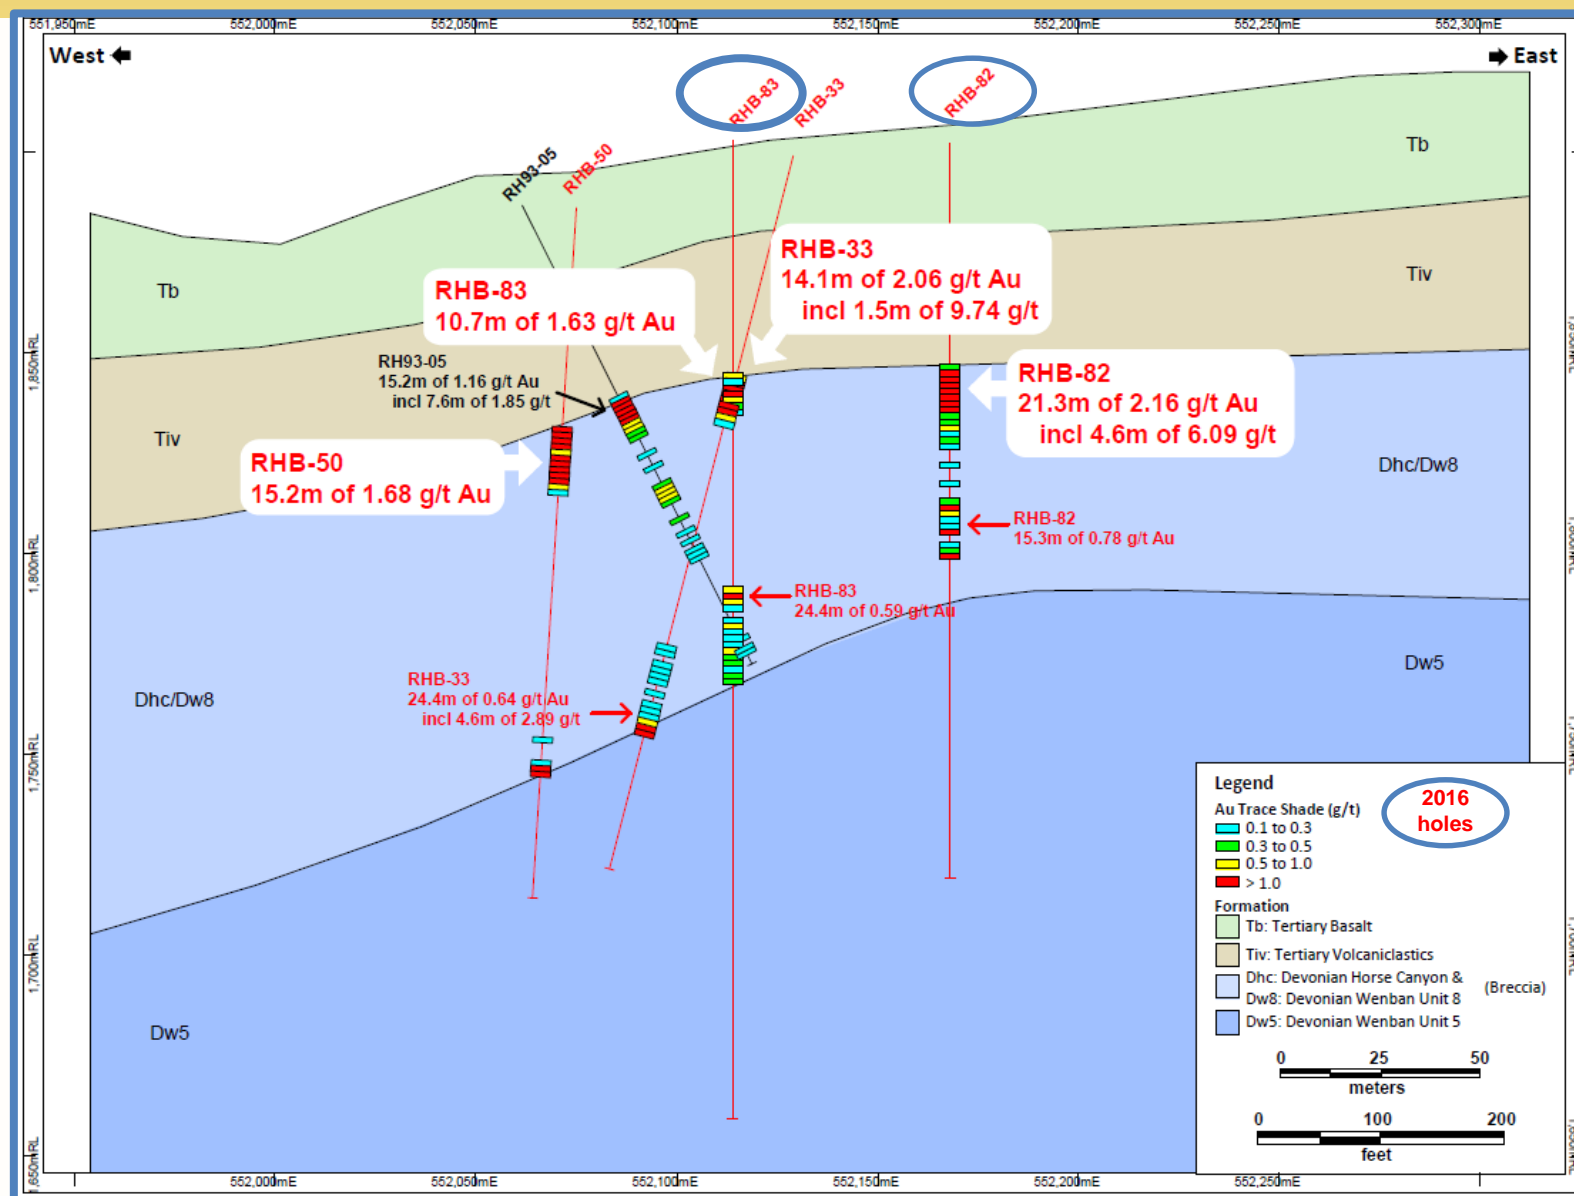 551,950mE 552,000mE 552,050mE 552,100mE 552,150mE 552,200mE 552,250mE 552,300mE
West
East
RHB-83
RHB-33
RHB-82
RH93-05
RHB-50
Tb
Tb
Tiv
Tiv
RHB-33
14.1m of 2.06 g/t Au
incl 1.5m of 9.74 g/t
RHB-83
10.7m of 1.63 g/t Au
RH93-05
15.2m of 1.16 g/t Au
incl 7.6m of 1.85 g/t
RHB-82
21.3m of 2.16 g/t Au
incl 4.6m of 6.09 g/t
RHB-50
15.2m of 1.68 g/t Au
Dhc/Dw8
RHB-82
15.3m of 0.78 g/t Au
RHB-83
24.4m of 0.59 g/t Au
RHB-33
24.4m of 0.64 g/t Au
incl 4.6m of 2.89 g/t
Dhc/Dw8
Dw5
Dw5
1,850mRL
1,800mRL
1,750mRL
1,700mRL
1,650mRL
Legend
Au Trace Shade (g/t)
0.1 to 0.3
0.3 to 0.5
0.5 to 1.0
> 1.0
2016
holes
Formation
Tb: Tertiary Basalt
Tiv: Tertiary Volcaniclastics
Dhc: Devonian Horse Canyon &
Dw8: Devonian Wenban Unit 8
(Breccia)
Dw5: Devonian Wenban Unit 5
0 25 50
meters
0 100 200
feet
552,000mE 552,050mE 552,100mE 552,150mE 552,200mE 552,250mE